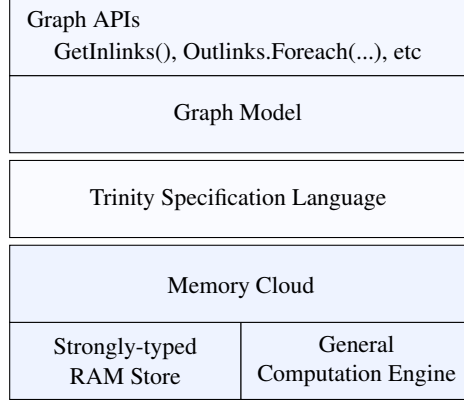 Graph APIs
GetInlinks(), Outlinks.Foreach(...), etc
Graph Model
Trinity Specification Language
Memory Cloud
Strongly-typed
RAM Store
General
Computation Engine